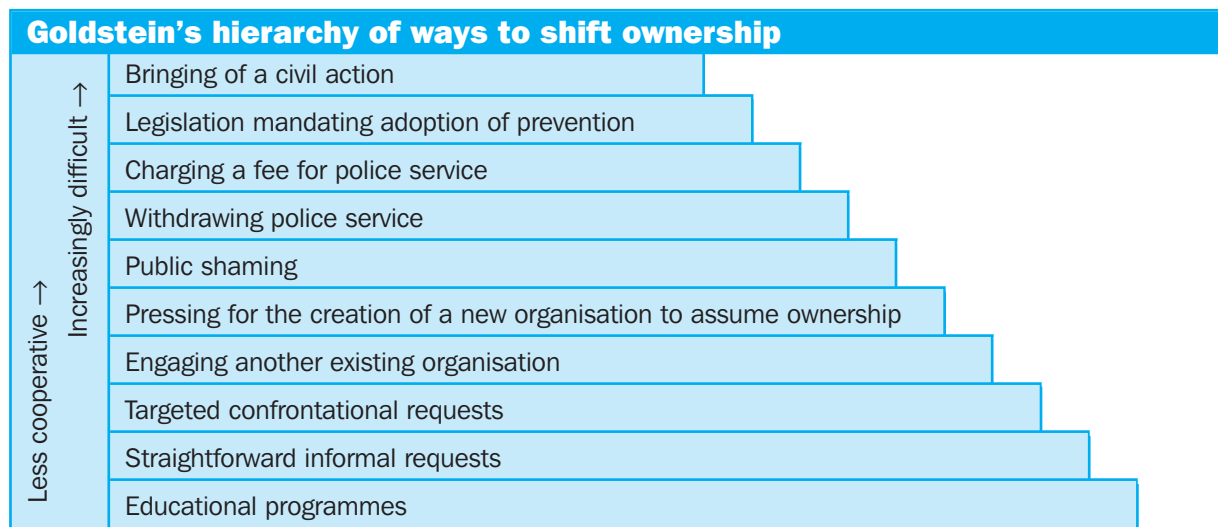 Goldstein's hierarchy of ways to shift ownership
Less cooperative →
Increasingly difficult →
Bringing of a civil action
Legislation mandating adoption of prevention
Charging a fee for police service
Withdrawing police service
Public shaming
Pressing for the creation of a new organisation to assume ownership
Engaging another existing organisation
Targeted confrontational requests
Straightforward informal requests
Educational programmes